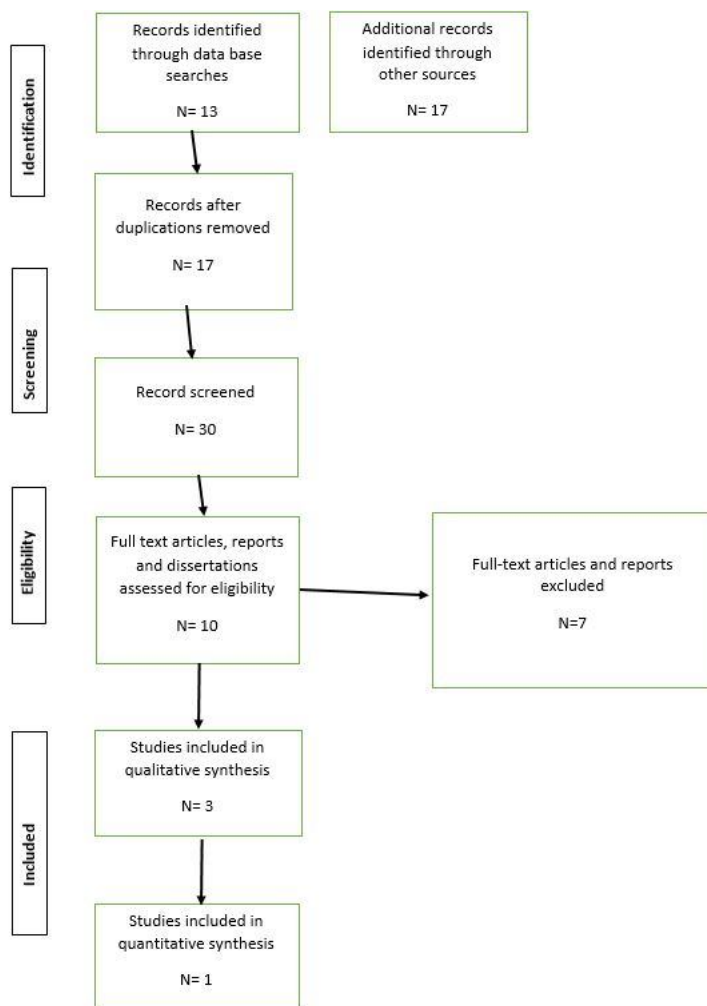 Identification
Records identified
through data base
searches
N= 13
Additional records
identified through
other sources
N= 17
Records after
duplications removed
N= 17
Screening
Record screened
N= 30
Eligibility
Full text articles, reports
and dissertations
assessed for eligibility
N= 10
Full-text articles and reports
excluded
N=7
Included
Studies included in
qualitative synthesis
N= 3
Studies included in
quantitative synthesis
N= 1